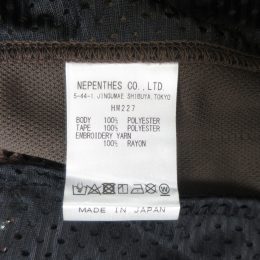 NEPENTHES CO., LTD.
5-44-1 JINGUMAE SHIBUYA, TOKYO
HM227
BODY 100% POLYESTER
TAPE 100% POLYESTER
EMBROIDERY YARN
100% RAYON
MADE IN JAPAN